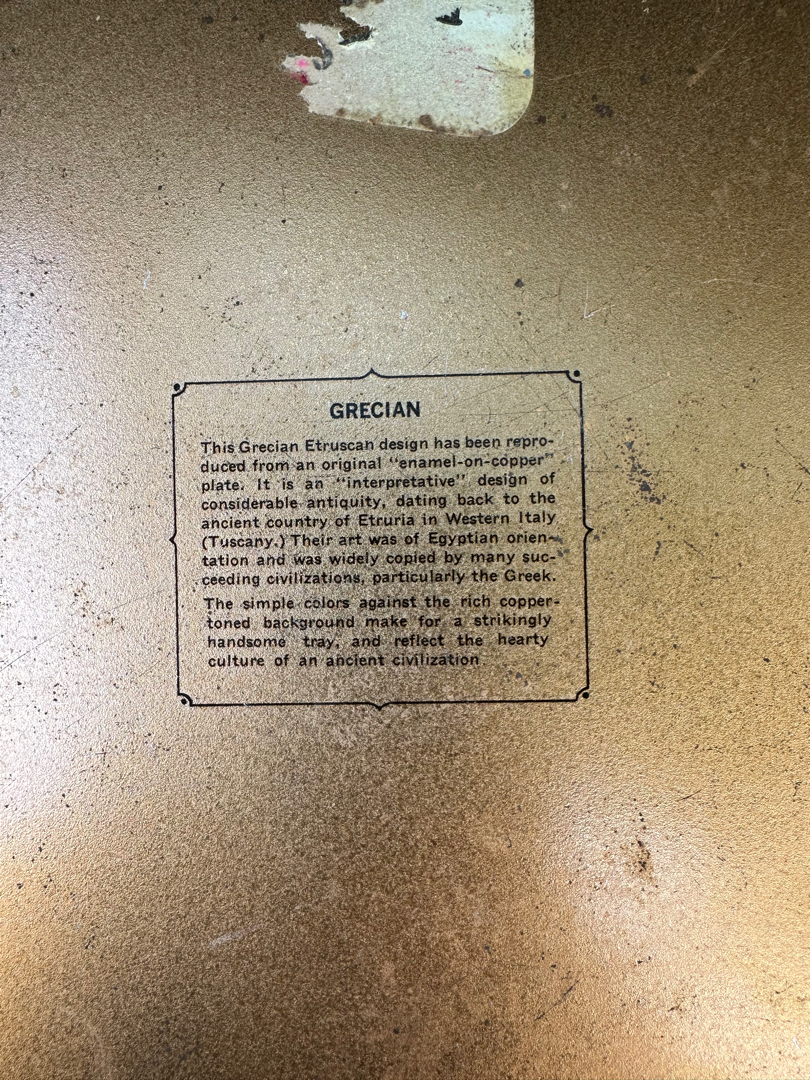 GRECIAN
This Grecian Etruscan design has been repro-
duced from an original "enamel-on-copper"
plate. It is an "interpretative" design of
considerable antiquity, dating back to the
ancient country of Etruria in Western Italy
(Tuscany.) Their art was of Egyptian orien-
tation and was widely copied by many suc-
ceeding civilizations, particularly the Greek.
The simple colors against the rich copper-
toned background make for a strikingly
handsome tray, and reflect the hearty
culture of an ancient civilization